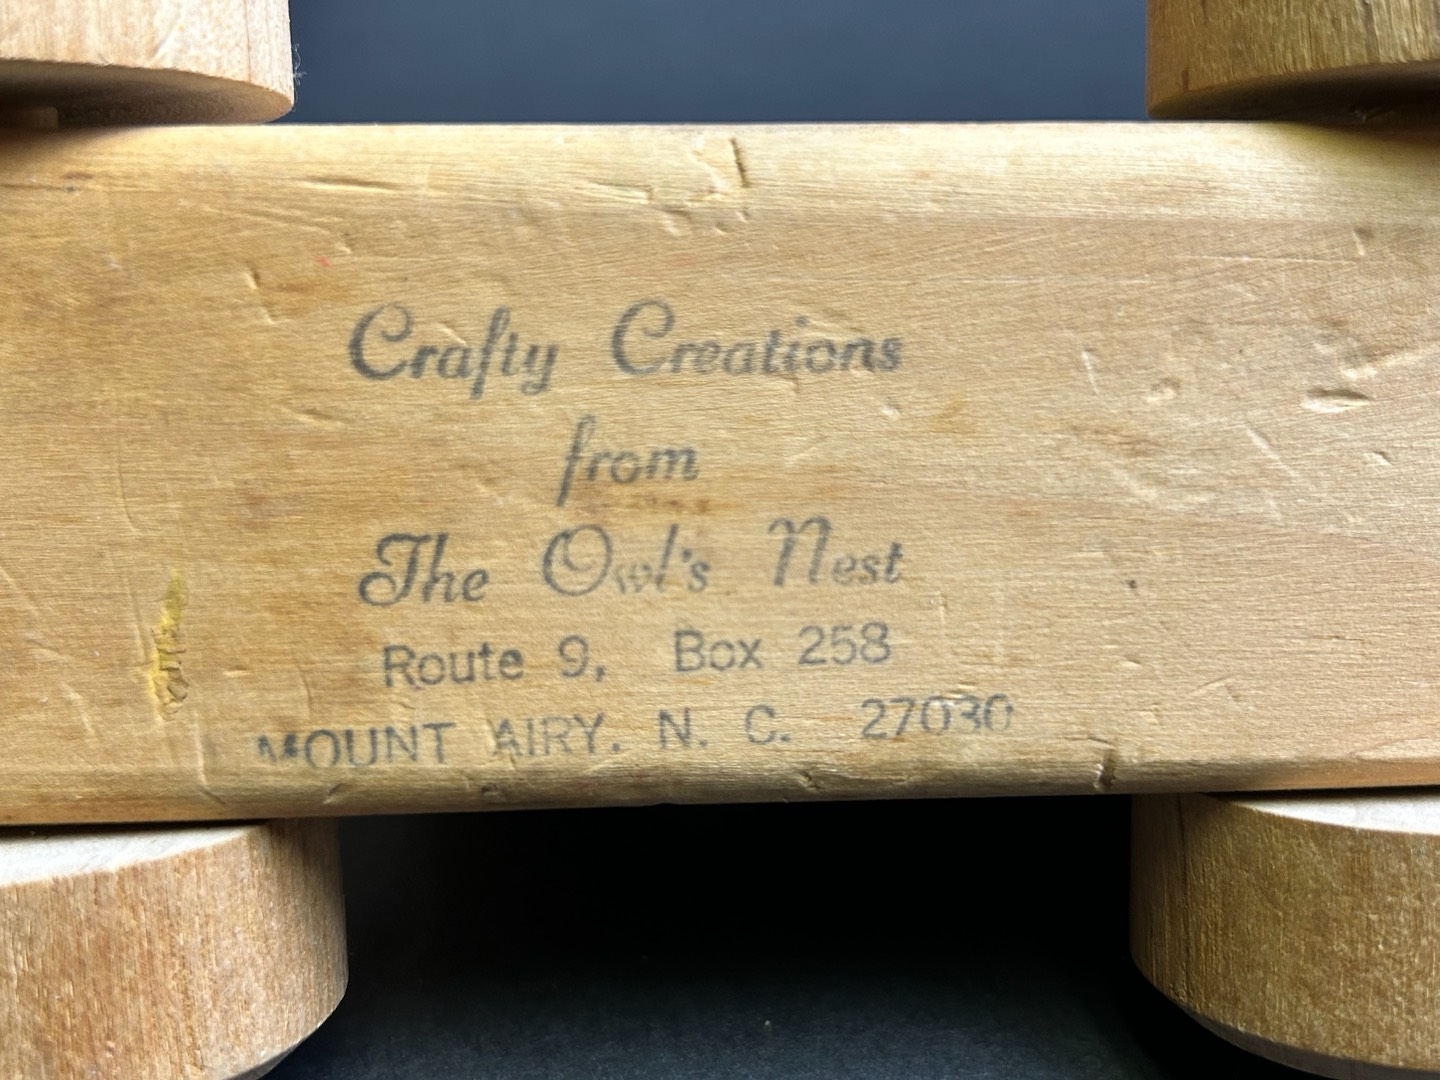 Crafty Creations
from
The Owl's Nest
Route 9, Box 258
MOUNT AIRY. N. C. 27030